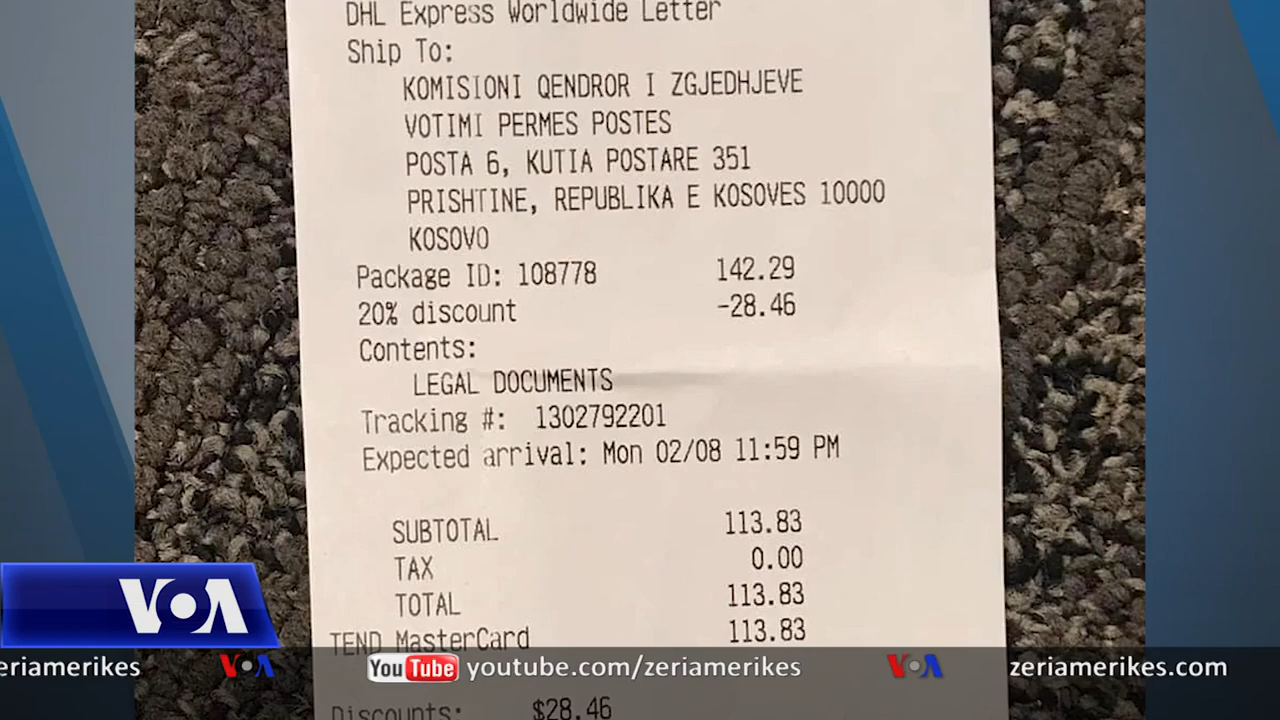 DHL Express Worldwide Letter
Ship To:
KOMISIONI QENDROR I ZGJEDHJEVE
VOTIMI PERMES POSTES
POSTA 6, KUTIA POSTARE 351
PRISHTINE, REPUBLIKA E KOSOVES 10000
KOSOVO
Package ID: 108778 142.29
20% discount -28.46
Contents:
LEGAL DOCUMENTS
Tracking #: 1302792201
Expected arrival: Mon 02/08 11:59 PM
SUBTOTAL 113.83
TAX 0.00
TOTAL 113.83
TEND MasterCard 113.83
Discounts: $28.46
VOA
eriamerikes VOA YouTube youtube.com/zeriamerikes VOA zeriamerikes.com